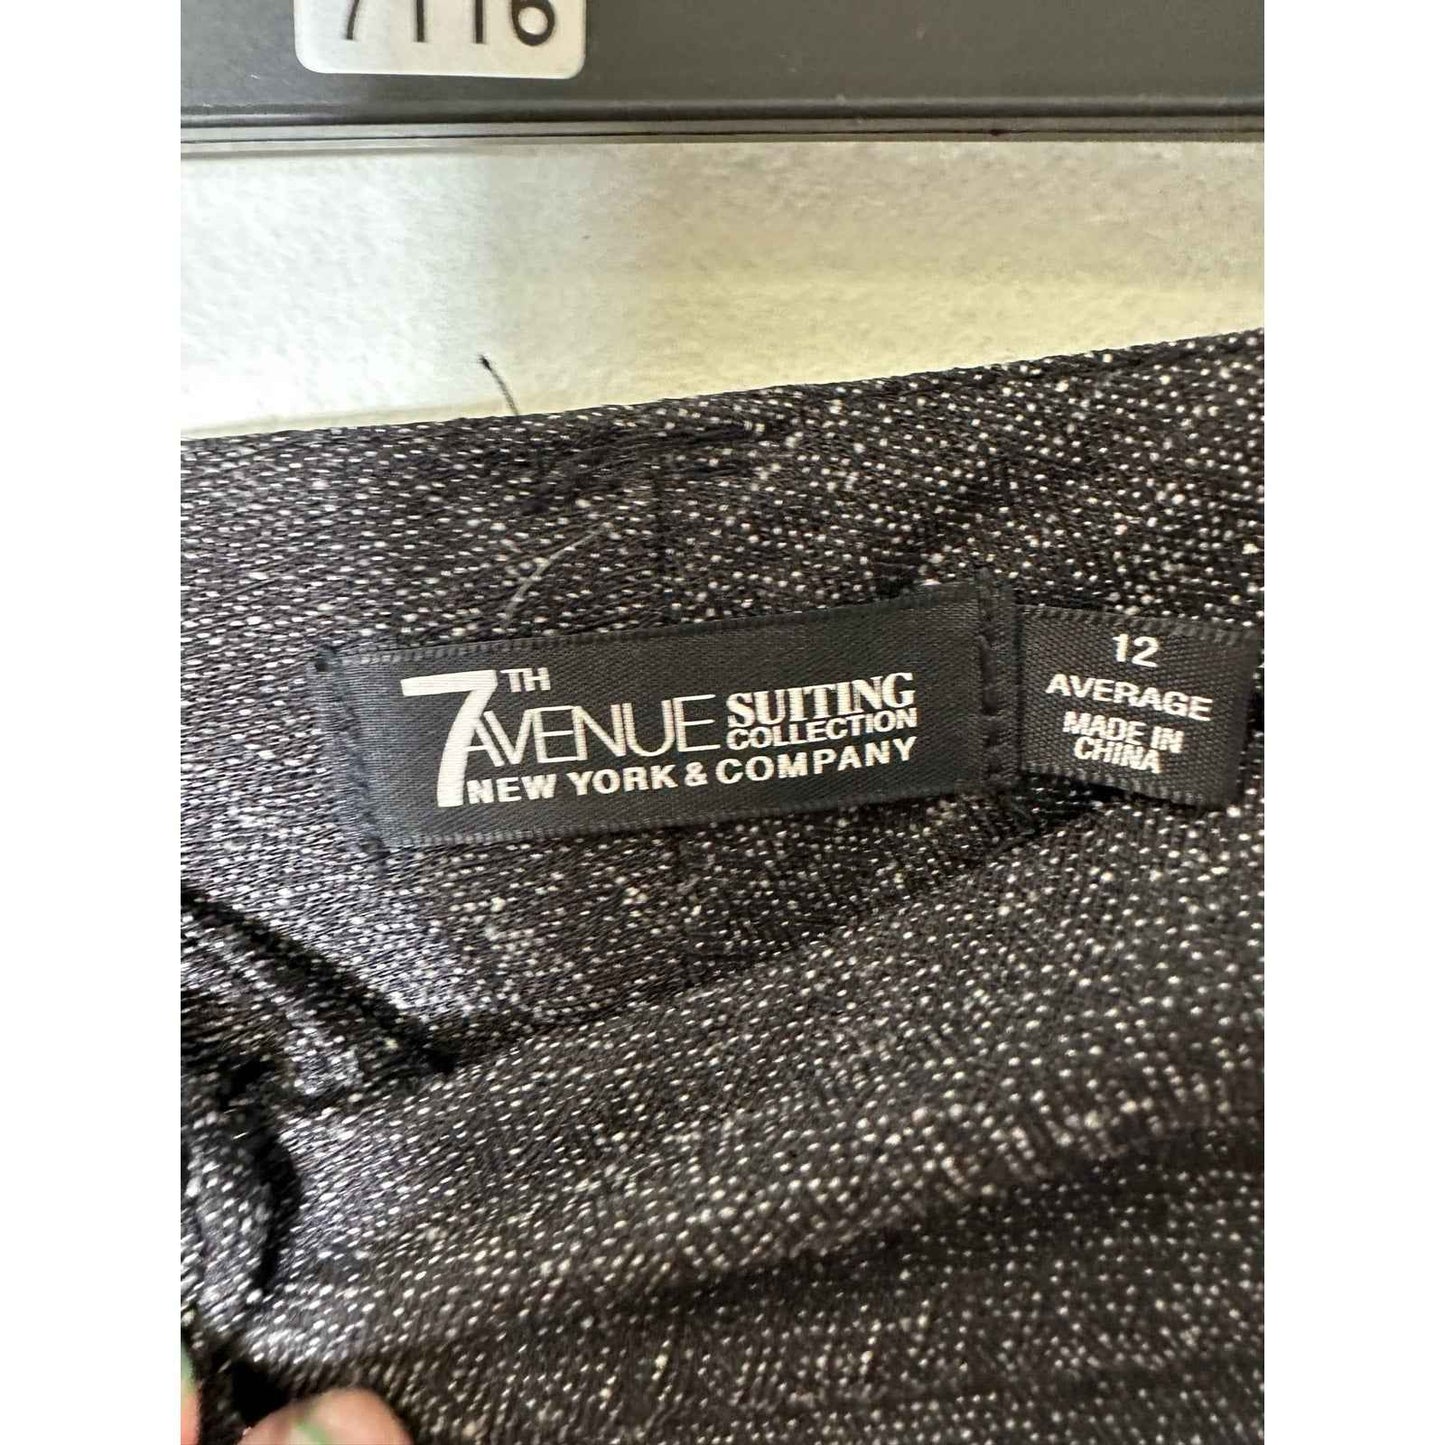 7116
7TH
AVENUE SUITING
COLLECTION
NEW YORK & COMPANY
12
AVERAGE
MADE IN
CHINA